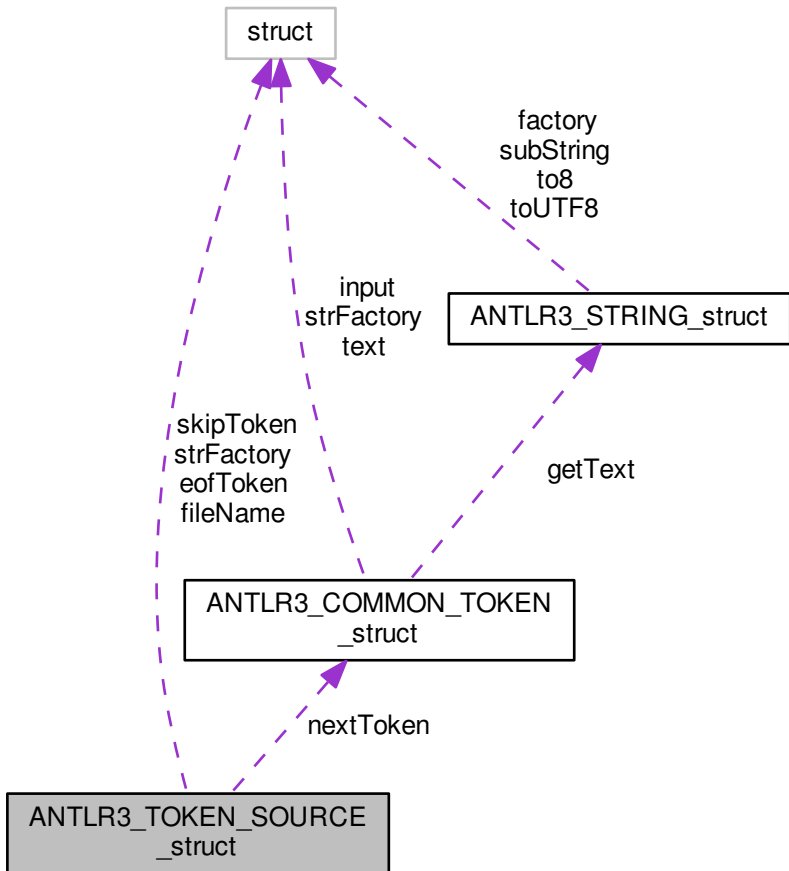 struct
factory
subString
to8
toUTF8
input
strFactory
text
ANTLR3_STRING_struct
skipToken
strFactory
eofToken
fileName
getText
ANTLR3_COMMON_TOKEN
_struct
nextToken
ANTLR3_TOKEN_SOURCE
_struct